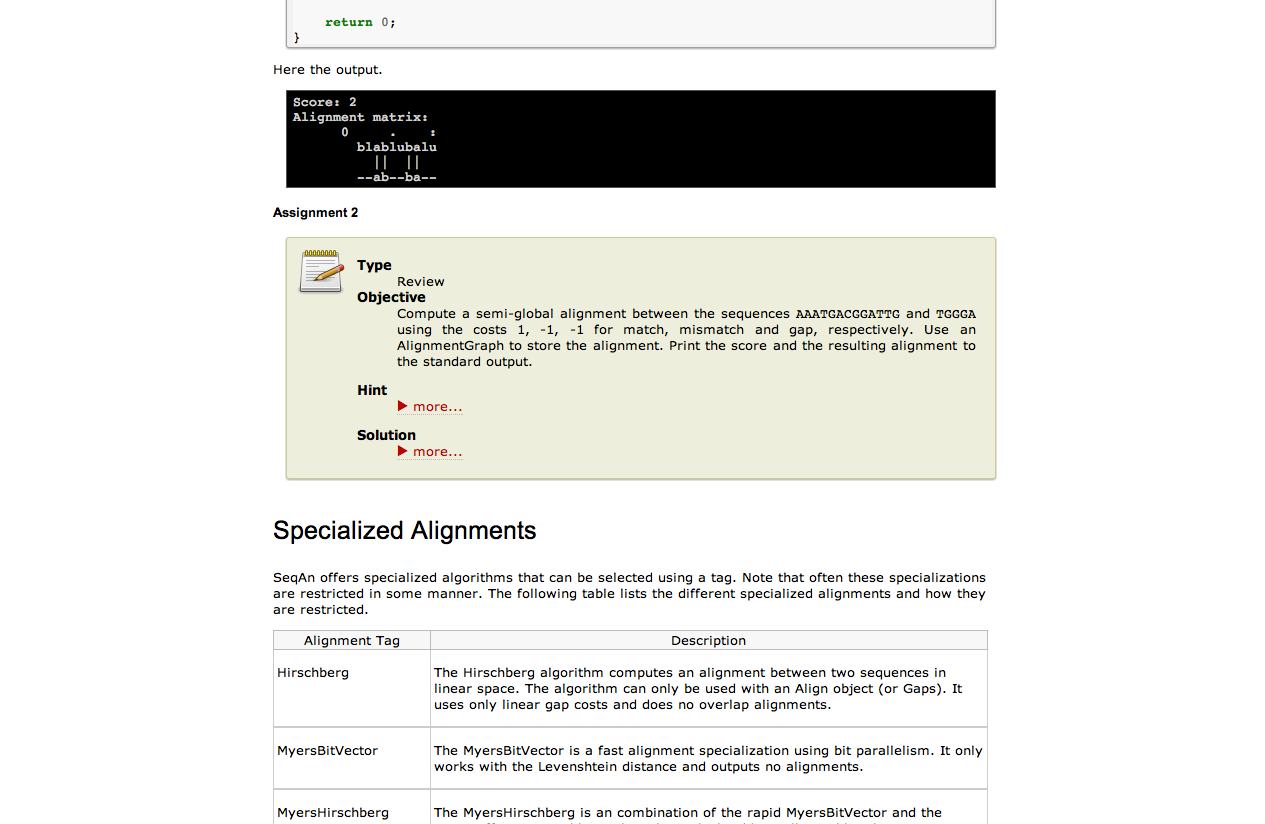 return 0;
}
Here the output.
Score: 2
Alignment matrix:
      0     .    :
        blablubalu
          ||  ||
        --ab--ba--
Assignment 2
Type
Review
Objective
Compute a semi-global alignment between the sequences AAATGACGGATTG and TGGGA
using the costs 1, -1, -1 for match, mismatch and gap, respectively. Use an
AlignmentGraph to store the alignment. Print the score and the resulting alignment to
the standard output.
Hint
▶ more...
Solution
▶ more...
Specialized Alignments
SeqAn offers specialized algorithms that can be selected using a tag. Note that often these specializations
are restricted in some manner. The following table lists the different specialized alignments and how they
are restricted.
Alignment Tag Description
Hirschberg
The Hirschberg algorithm computes an alignment between two sequences in
linear space. The algorithm can only be used with an Align object (or Gaps). It
uses only linear gap costs and does no overlap alignments.
MyersBitVector
The MyersBitVector is a fast alignment specialization using bit parallelism. It only
works with the Levenshtein distance and outputs no alignments.
MyersHirschberg
The MyersHirschberg is an combination of the rapid MyersBitVector and the